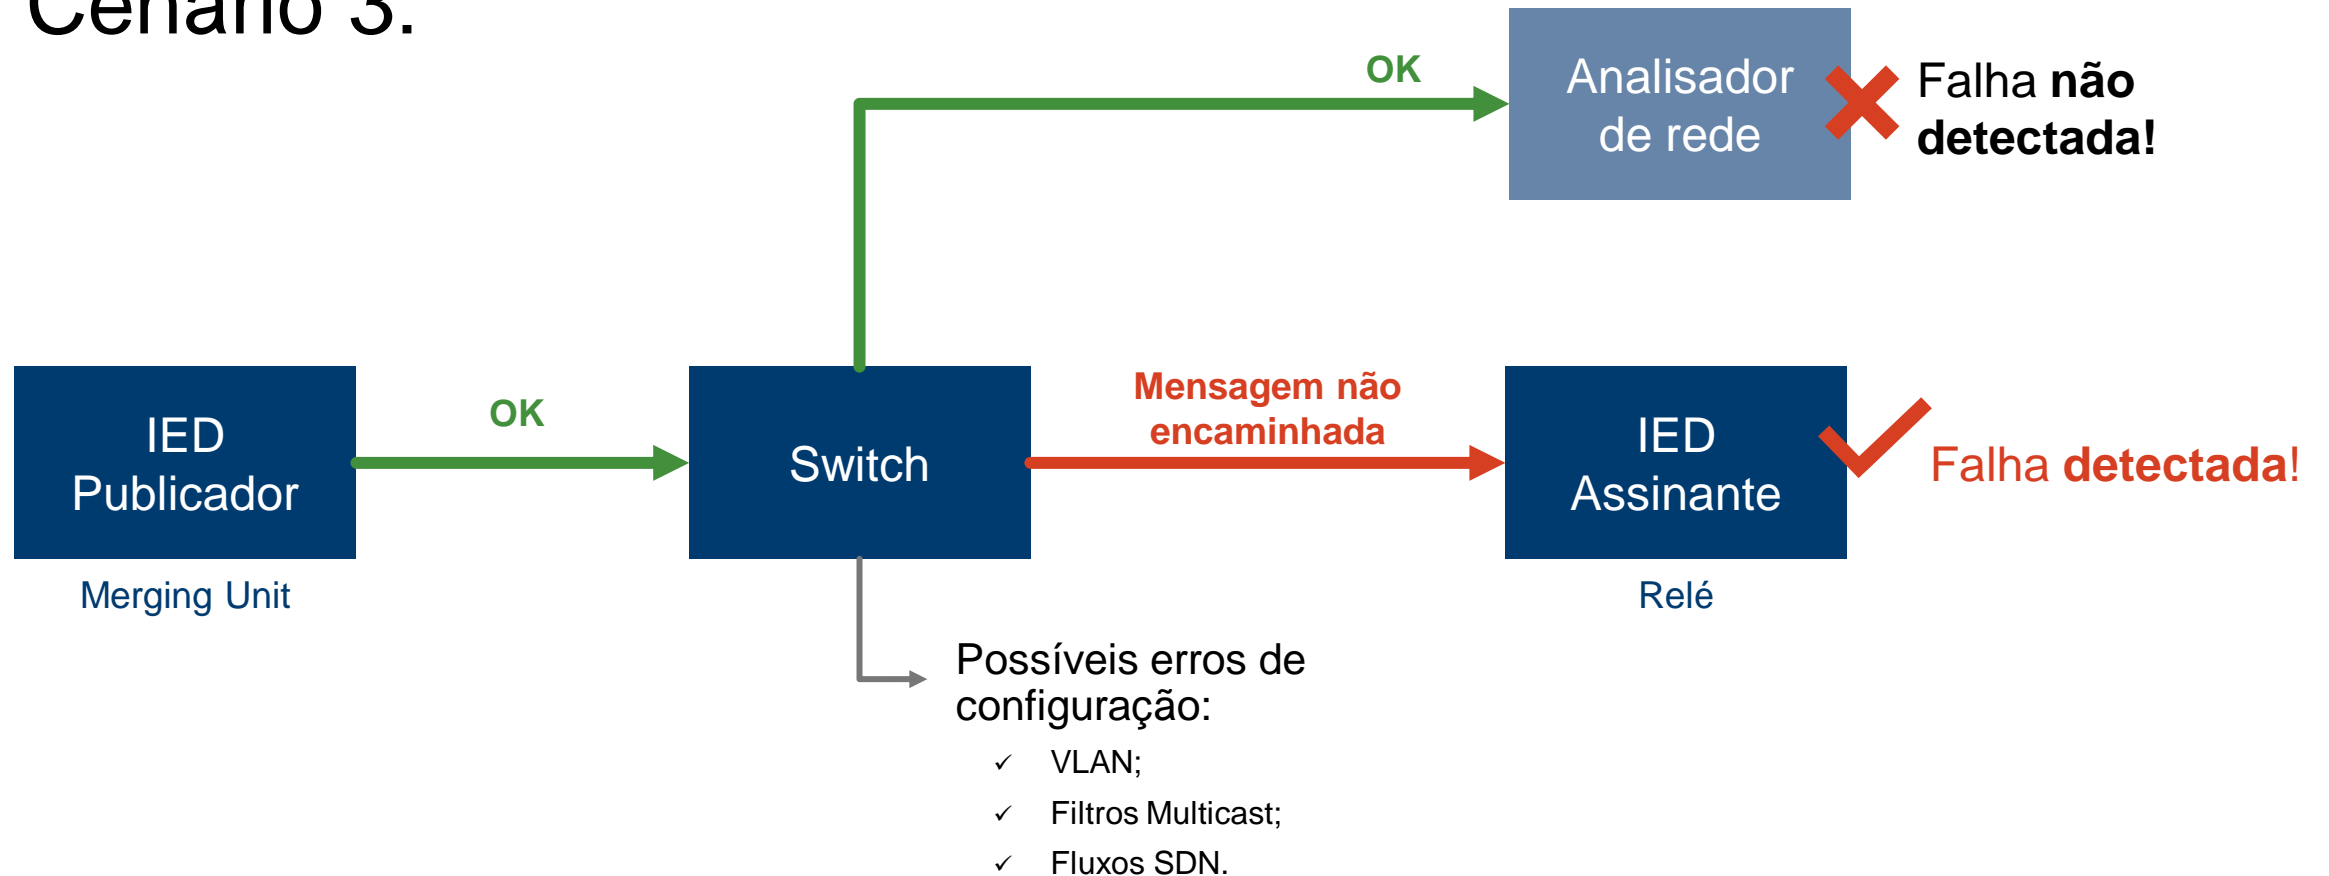 Cenário 3.
OK
Analisador
de rede
Falha não
detectada!
IED
Publicador
OK
Switch
Mensagem não
encaminhada
IED
Assinante
Falha detectada!
Merging Unit
Relé
Possíveis erros de
configuração:
✓ VLAN;
✓ Filtros Multicast;
✓ Fluxos SDN.